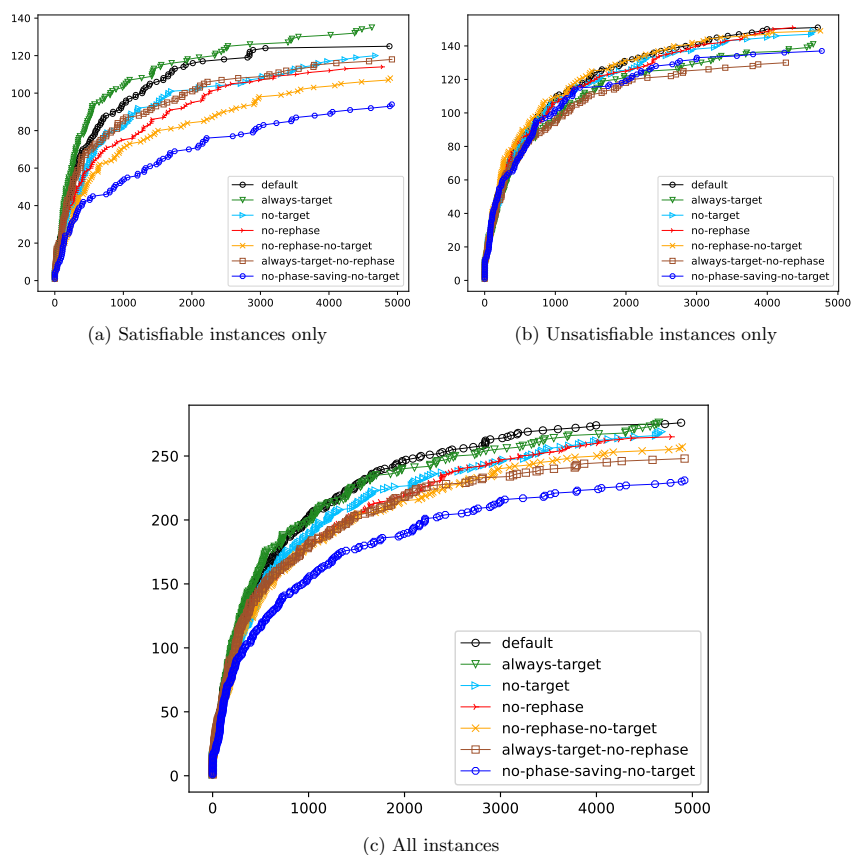 140
120
100
80
60
40
20
0
0 1000 2000 3000 4000 5000
default
always-target
no-target
no-rephase
no-rephase-no-target
always-target-no-rephase
no-phase-saving-no-target
(a) Satisfiable instances only
140
120
100
80
60
40
20
0
0 1000 2000 3000 4000 5000
default
always-target
no-target
no-rephase
no-rephase-no-target
always-target-no-rephase
no-phase-saving-no-target
(b) Unsatisfiable instances only
250
200
150
100
50
0
0 1000 2000 3000 4000 5000
default
always-target
no-target
no-rephase
no-rephase-no-target
always-target-no-rephase
no-phase-saving-no-target
(c) All instances